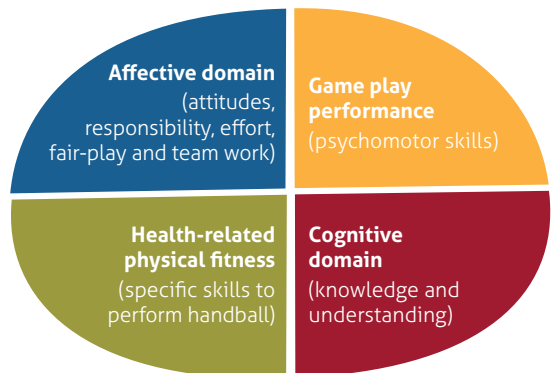 Affective domain
(attitudes,
responsibility, effort,
fair-play and team work)
Game play
performance
(psychomotor skills)
Health-related
physical fitness
(specific skills to
perform handball)
Cognitive
domain
(knowledge and
understanding)